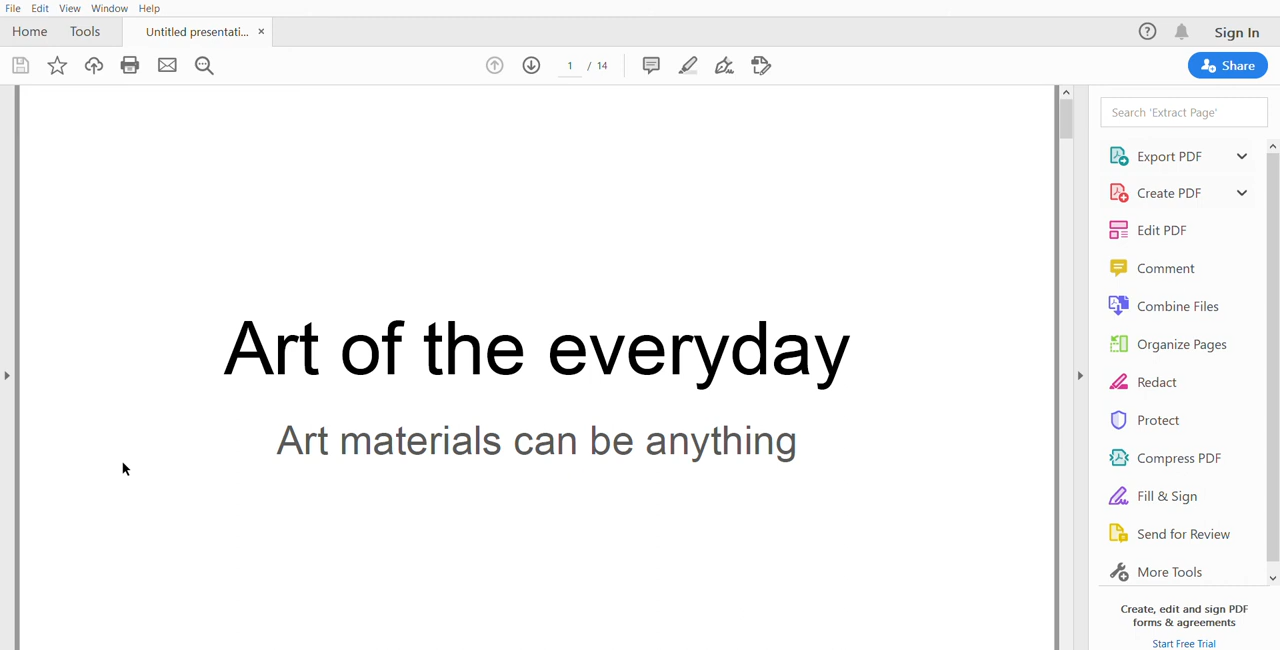 File Edit View Window Help
Home Tools Untitled presentati... × Sign In
1 / 14 Share
Search 'Extract Page'
Export PDF
Create PDF
Edit PDF
Comment
Combine Files
Organize Pages
Redact
Protect
Compress PDF
Fill & Sign
Send for Review
More Tools
Create, edit and sign PDF
forms & agreements
Start Free Trial
Art of the everyday
Art materials can be anything